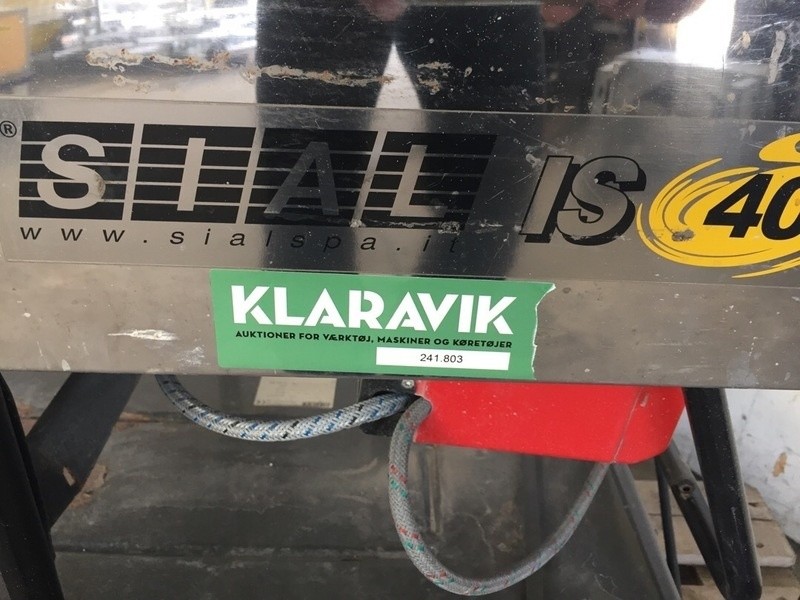 ® SIAL IS 40
www.sialspa.it
KLARAVIK
AUKTIONER FOR VÆRKTØJ, MASKINER OG KØRETØJER
241.803